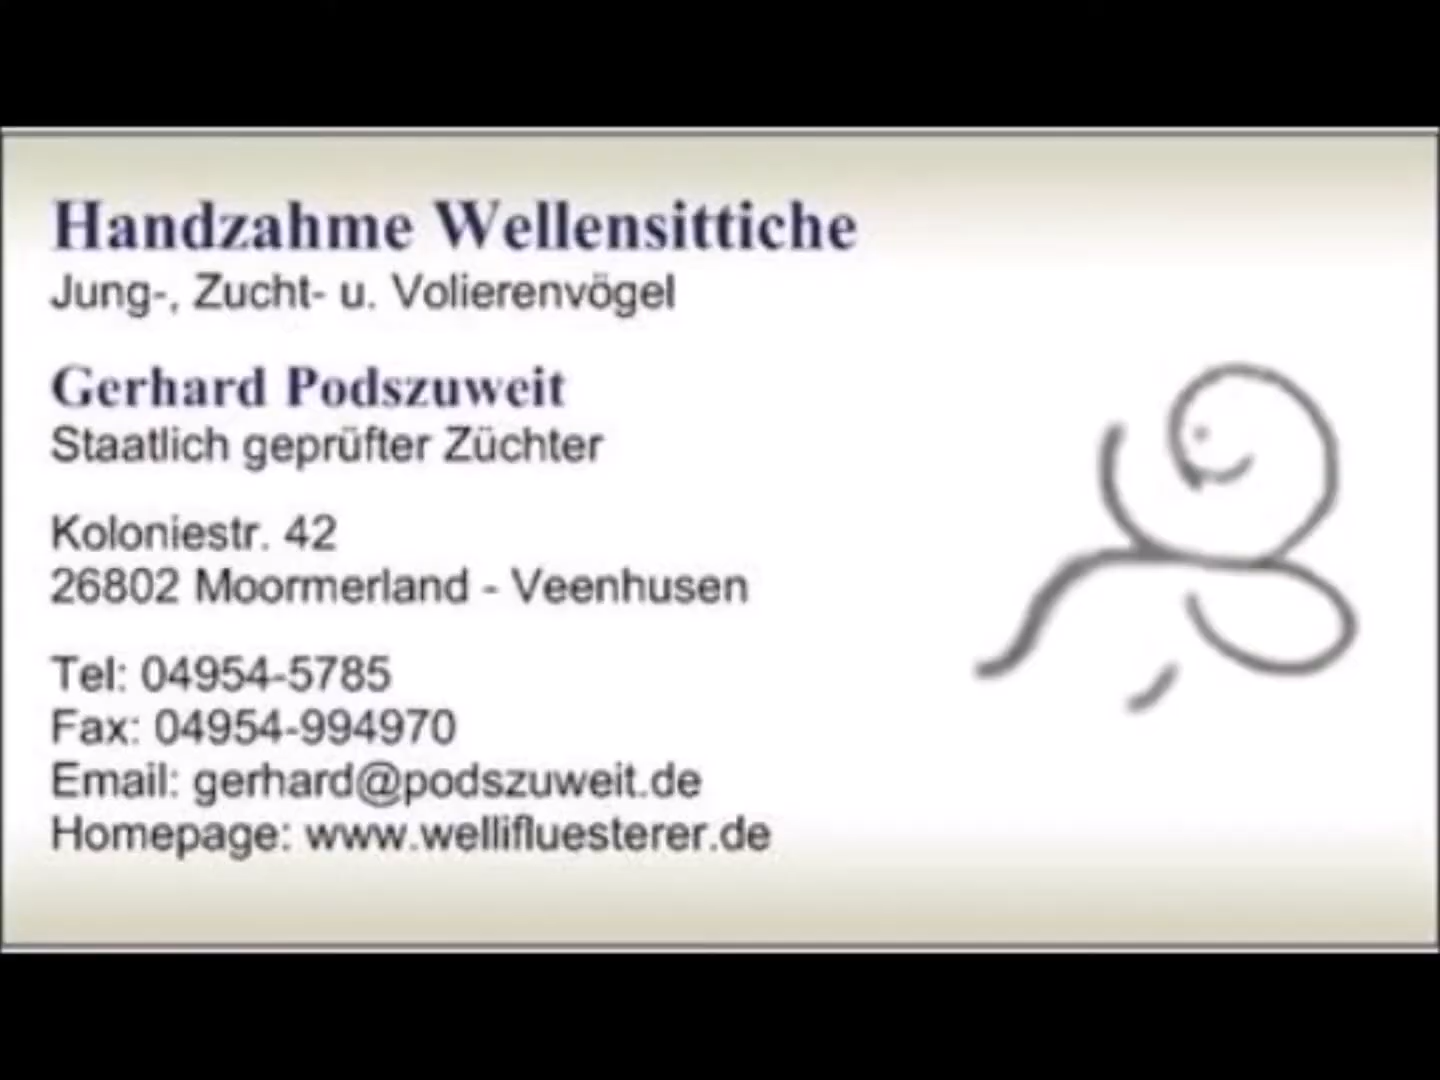 Handzahme Wellensittiche
Jung-, Zucht- u. Volierenvögel
Gerhard Podszuweit
Staatlich geprüfter Züchter
Koloniestr. 42
26802 Moormerland - Veenhusen
Tel: 04954-5785
Fax: 04954-994970
Email: gerhard@podszuweit.de
Homepage: www.wellifluesterer.de